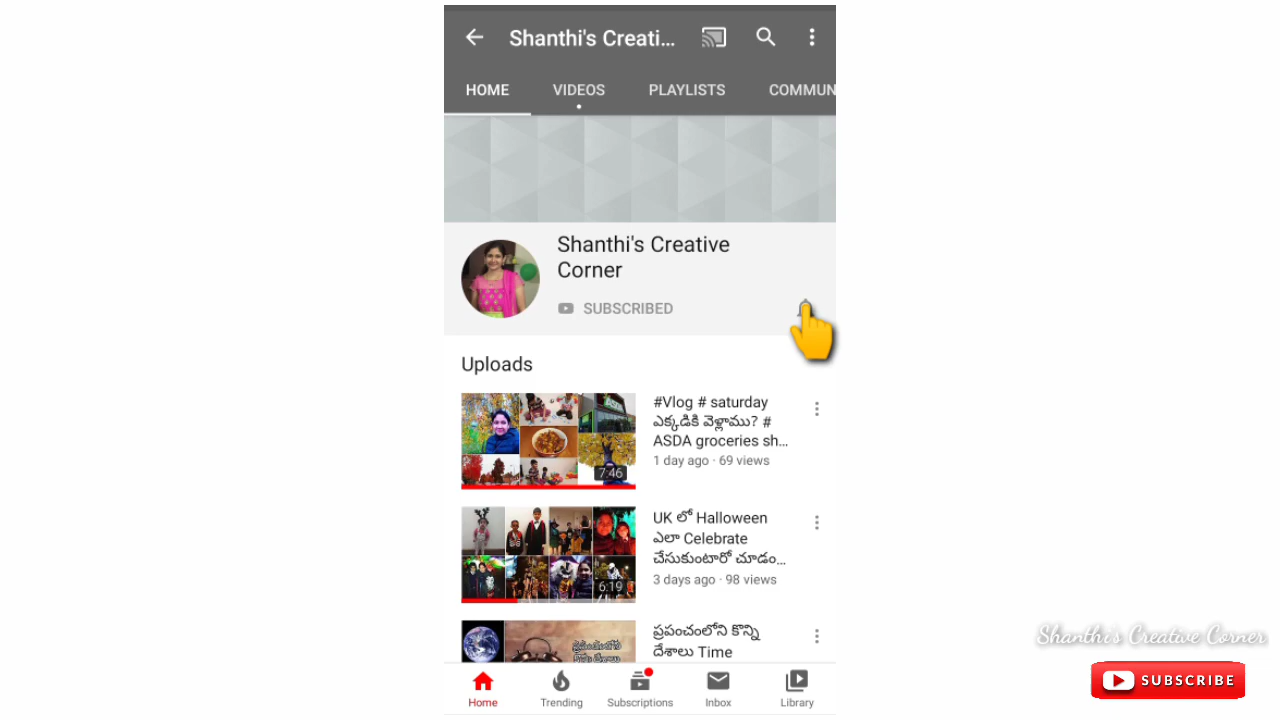 Shanthi's Creati...
HOME VIDEOS PLAYLISTS COMMUN
Shanthi's Creative
Corner
SUBSCRIBED
Uploads
#Vlog # saturday
ఎక్కడికి వెళ్లాము? #
ASDA groceries sh...
1 day ago · 69 views
7:46
UK లో Halloween
ఎలా Celebrate
చేసుకుంటారో చూడం...
3 days ago · 98 views
6:19
ప్రపంచంలోని కొన్ని
దేశాలు Time
ప్రపంచంలోని
Home Trending Subscriptions Inbox Library
Shanthi's Creative Corner
SUBSCRIBE